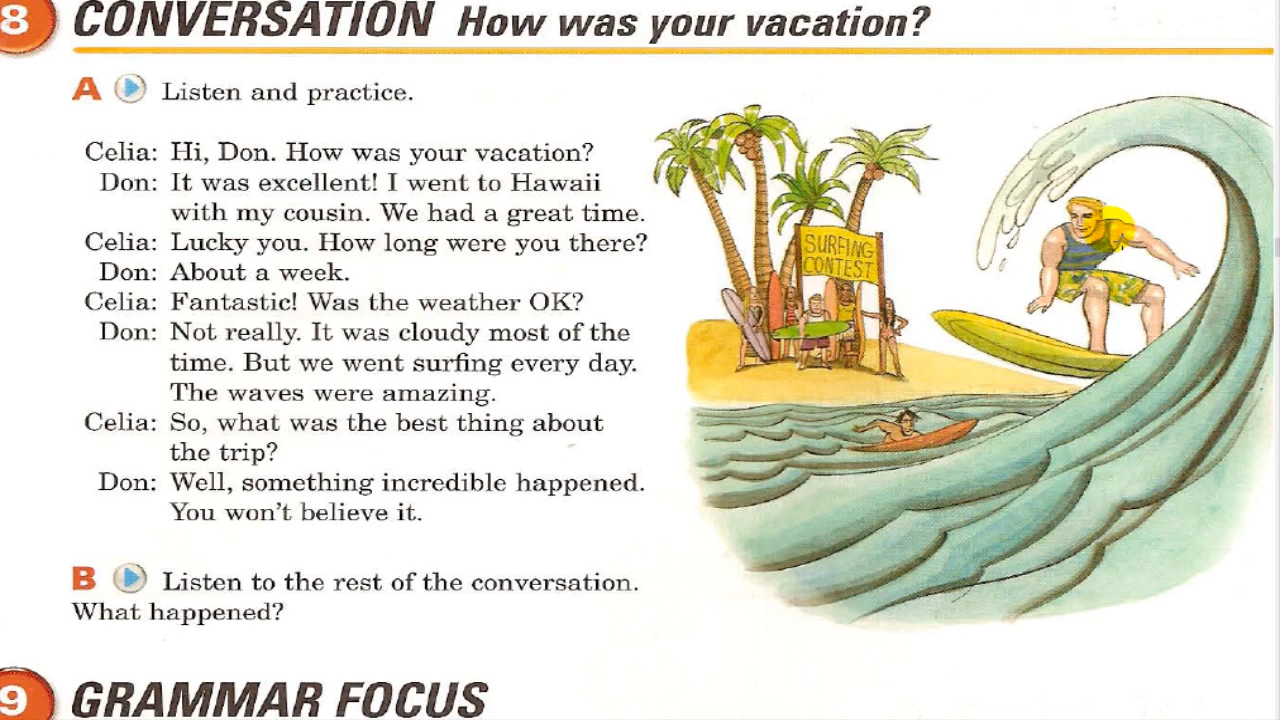 8 CONVERSATION How was your vacation?
A Listen and practice.
Celia: Hi, Don. How was your vacation?
Don: It was excellent! I went to Hawaii
with my cousin. We had a great time.
Celia: Lucky you. How long were you there?
Don: About a week.
Celia: Fantastic! Was the weather OK?
Don: Not really. It was cloudy most of the
time. But we went surfing every day.
The waves were amazing.
Celia: So, what was the best thing about
the trip?
Don: Well, something incredible happened.
You won't believe it.
SURFING
CONTEST
B Listen to the rest of the conversation.
What happened?
9 GRAMMAR FOCUS